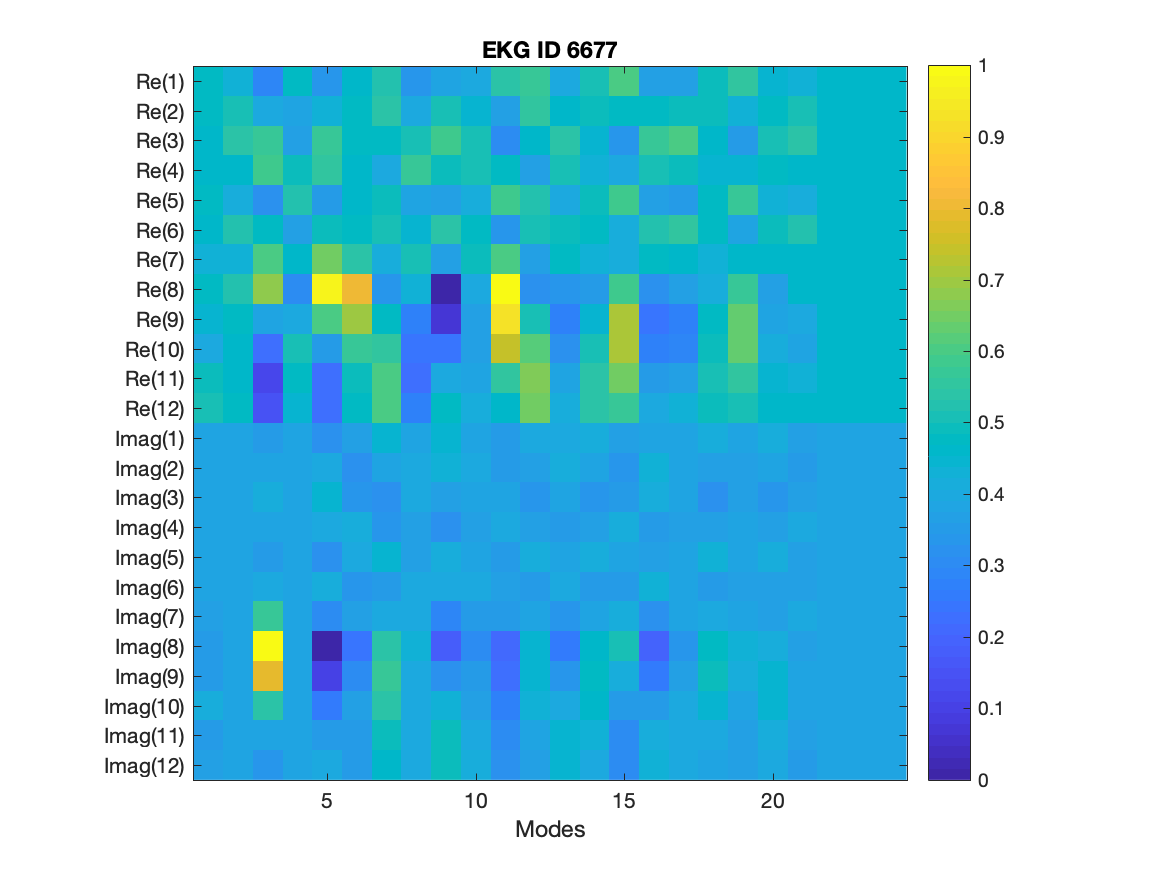 EKG ID 6677
Re(1)
Re(2)
Re(3)
Re(4)
Re(5)
Re(6)
Re(7)
Re(8)
Re(9)
Re(10)
Re(11)
Re(12)
Imag(1)
Imag(2)
Imag(3)
Imag(4)
Imag(5)
Imag(6)
Imag(7)
Imag(8)
Imag(9)
Imag(10)
Imag(11)
Imag(12)
5 10 15 20
Modes
1
0.9
0.8
0.7
0.6
0.5
0.4
0.3
0.2
0.1
0